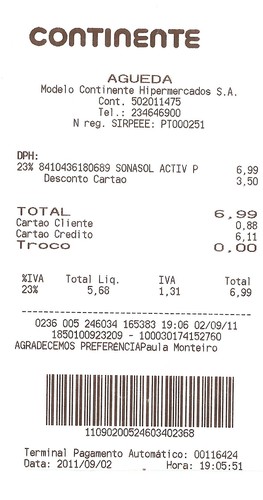 CONTINENTE
AGUEDA
Modelo Continente Hipermercados S.A.
Cont. 502011475
Tel.: 234646900
N reg. SIRPEEE: PT000251
DPH:
23% 8410436180689 SONASOL ACTIV P 6,99
Desconto Cartao 3,50
TOTAL 6,99
Cartao Cliente 0,88
Cartao Credito 6,11
Troco 0,00
%IVA Total Liq. IVA Total
23% 5,68 1,31 6,99
0236 005 246034 165383 19:06 02/09/11
1850100923209 - 1000301741​52760
AGRADECEMOS PREFERENCIAPaula Monteiro
11090200524603402368
Terminal Pagamento Automático: 00116424
Data: 2011/09/02 Hora: 19:05:51